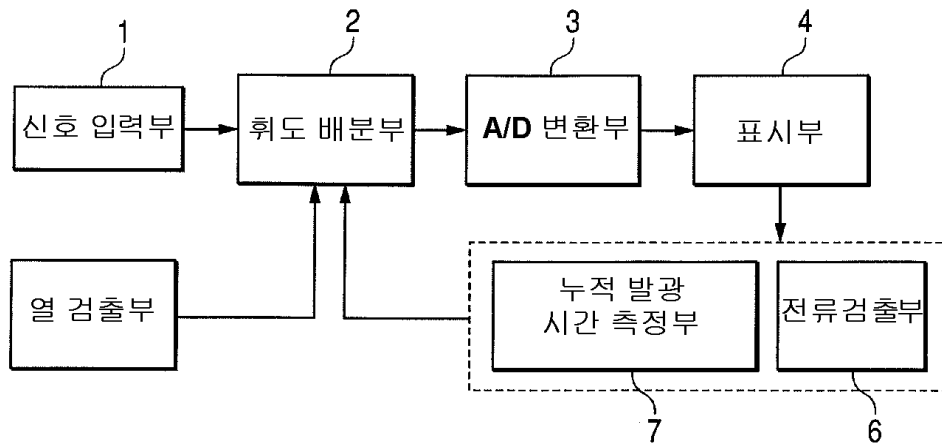 1
2
3
4
신호 입력부
휘도 배분부
A/D 변환부
표시부
열 검출부
누적 발광
시간 측정부
전류검출부
7
6